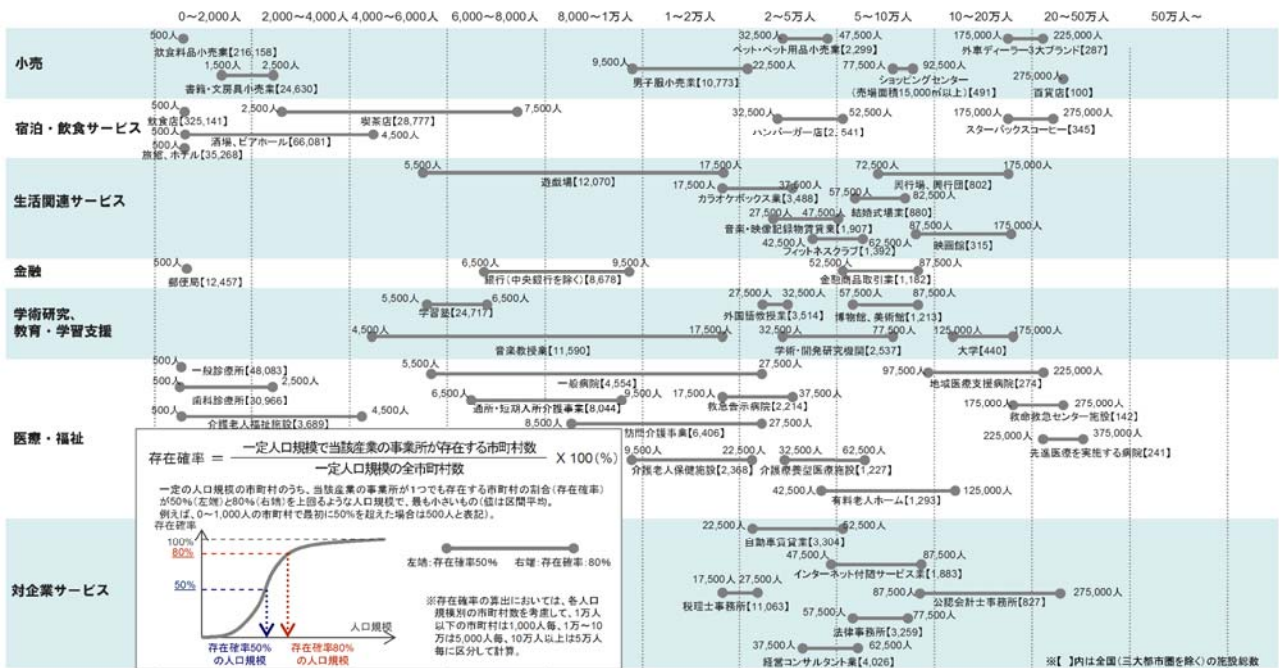 0～2,000人 2,000～4,000人 4,000～6,000人 6,000～8,000人 8,000～1万人 1～2万人 2～5万人 5～10万人 10～20万人 20～50万人 50万人～
小売
500人
飲食料品小売業【216,158】
1,500人 2,500人
書籍・文房具小売業【24,630】
9,500人 22,500人
男子服小売業【10,773】
32,500人 47,500人
ペット・ペット用品小売業【2,299】
77,500人 92,500人
ショッピングセンター
(売場面積15,000㎡以上)【491】
175,000人 225,000人
外車ディーラー3大ブランド【287】
275,000人
百貨店【100】
宿泊・飲食サービス
500人
飲食店【325,141】
2,500人 7,500人
喫茶店【28,777】
500人 4,500人
酒場、ビアホール【66,081】
500人
旅館、ホテル【35,268】
32,500人 52,500人
ハンバーガー店【2,541】
175,000人 275,000人
スターバックスコーヒー【345】
生活関連サービス
5,500人 17,500人
遊戯場【12,070】
17,500人 37,500人
カラオケボックス業【3,488】
27,500人 47,500人
音楽・映像記録物賃貸業【1,907】
42,500人 62,500人
フィットネスクラブ【1,392】
72,500人 175,000人
興行場、興行団【802】
57,500人 82,500人
結婚式場業【880】
87,500人 175,000人
映画館【315】
金融
500人
郵便局【12,457】
6,500人 9,500人
銀行(中央銀行を除く)【8,678】
52,500人 87,500人
金融商品取引業【1,182】
学術研究、
教育・学習支援
5,500人 6,500人
学習塾【24,717】
4,500人 17,500人
音楽教授業【11,590】
27,500人 32,500人
外国語教授業【3,514】
32,500人 77,500人
学術・開発研究機関【2,537】
57,500人 87,500人
博物館、美術館【1,213】
125,000人 175,000人
大学【440】
医療・福祉
500人
一般診療所【48,083】
500人 2,500人
歯科診療所【30,966】
500人 4,500人
介護老人福祉施設【3,689】
5,500人 27,500人
一般病院【4,554】
6,500人 9,500人
通所・短期入所介護事業【8,044】
8,500人 27,500人
訪問介護事業【6,406】
9,500人 22,500人
介護老人保健施設【2,368】
17,500人 37,500人
救急告示病院【2,214】
32,500人 62,500人
介護療養型医療施設【1,227】
42,500人 125,000人
有料老人ホーム【1,293】
97,500人 225,000人
地域医療支援病院【274】
175,000人 275,000人
救命救急センター施設【142】
225,000人 375,000人
先進医療を実施する病院【241】
対企業サービス
22,500人 52,500人
自動車賃貸業【3,304】
47,500人 87,500人
インターネット付随サービス業【1,883】
17,500人 27,500人
税理士事務所【11,063】
87,500人 275,000人
公認会計士事務所【827】
57,500人 77,500人
法律事務所【3,259】
37,500人 62,500人
経営コンサルタント業【4,026】
存在確率 = 一定人口規模で当該産業の事業所が存在する市町村数
一定人口規模の全市町村数
X 100(%)
一定の人口規模の市町村のうち、当該産業の事業所が1つでも存在する市町村の割合(存在確率)
が50%(左端)と80%(右端)を上回るような人口規模で、最も小さいもの(値は区間平均。
例えば、0～1,000人の市町村で最初に50%を超えた場合は500人と表記)。
存在確率
100%
80%
50%
人口規模
存在確率50%
の人口規模
存在確率80%
の人口規模
左端:存在確率50% 右端:存在確率:80%
※存在確率の算出においては、各人口
規模別の市町村数を考慮して、1万人
以下の市町村は1,000人毎、1万～10
万は5,000人毎、10万人以上は5万人
毎に区分して計算。
※【 】内は全国(三大都市圏を除く)の施設総数